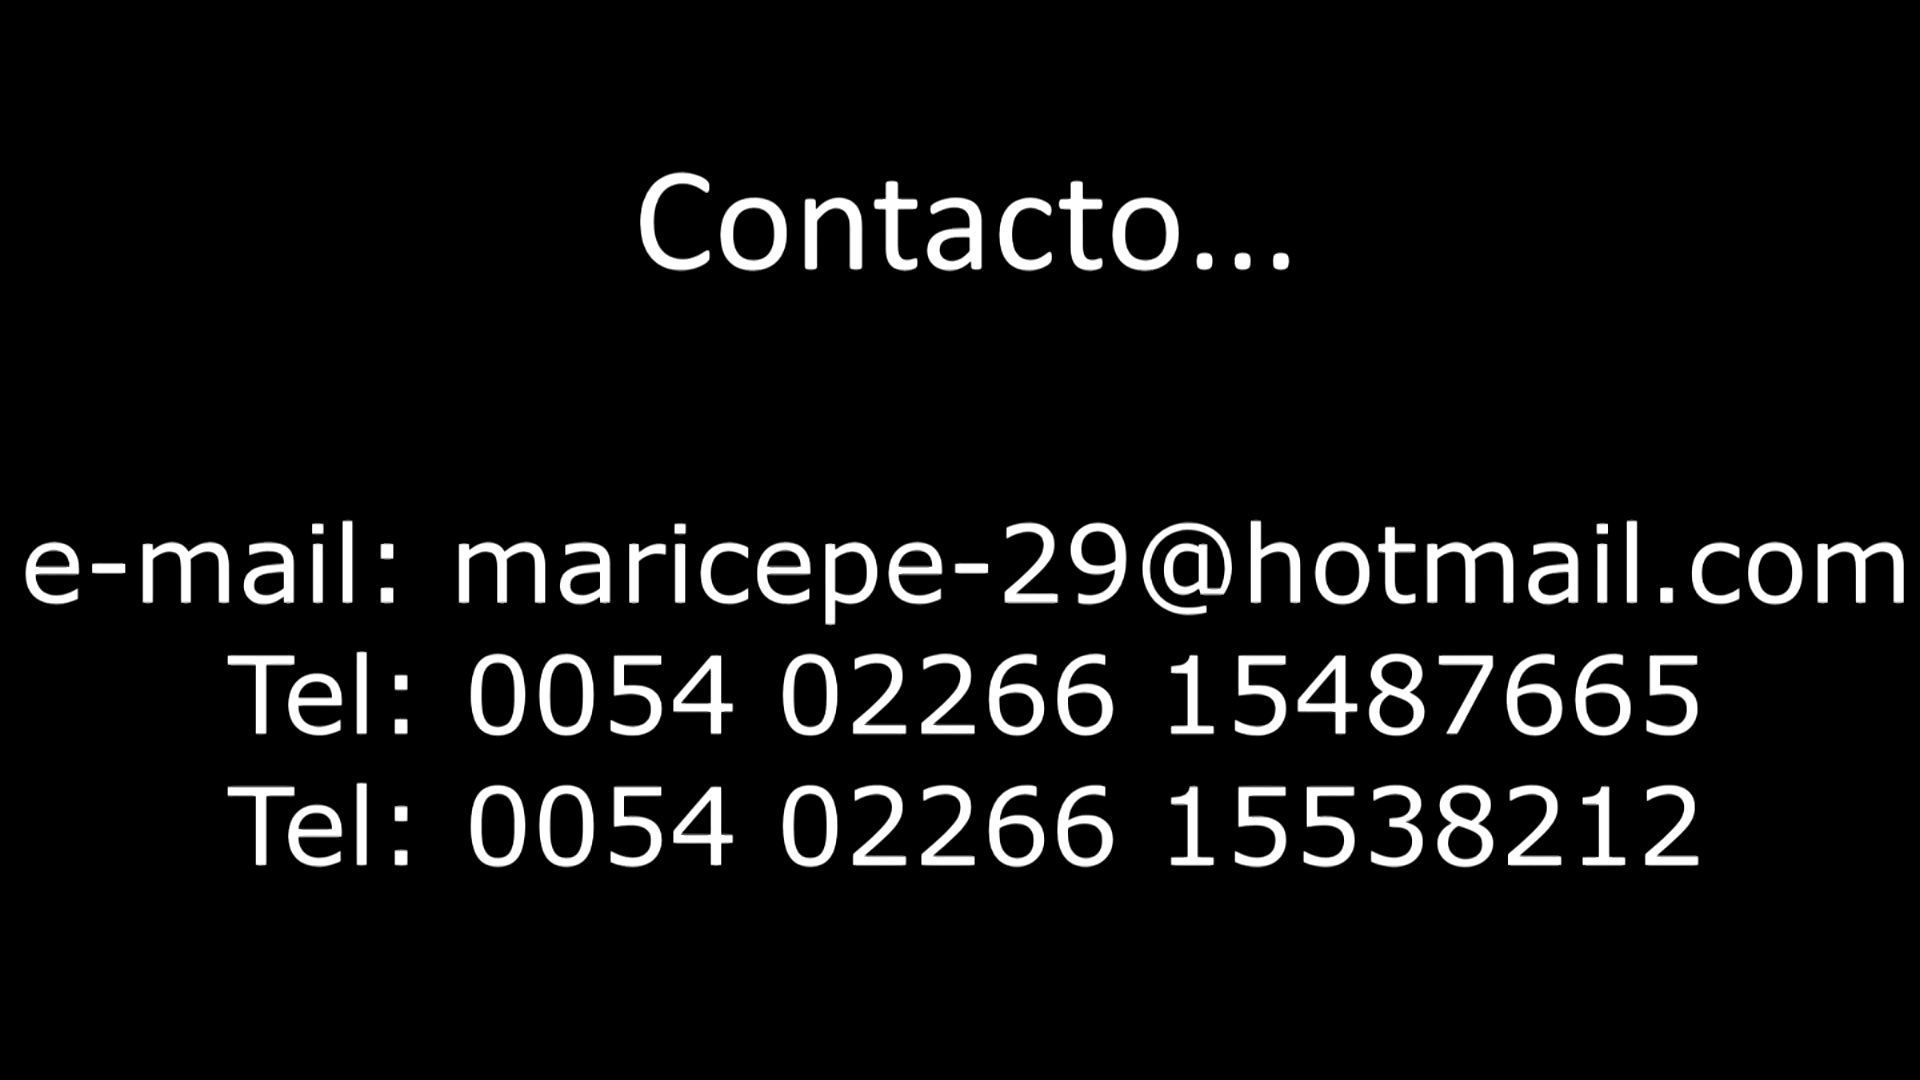 Contacto...
e-mail: maricepe-29@hotmail.com
Tel: 0054 02266 15487665
Tel: 0054 02266 15538212